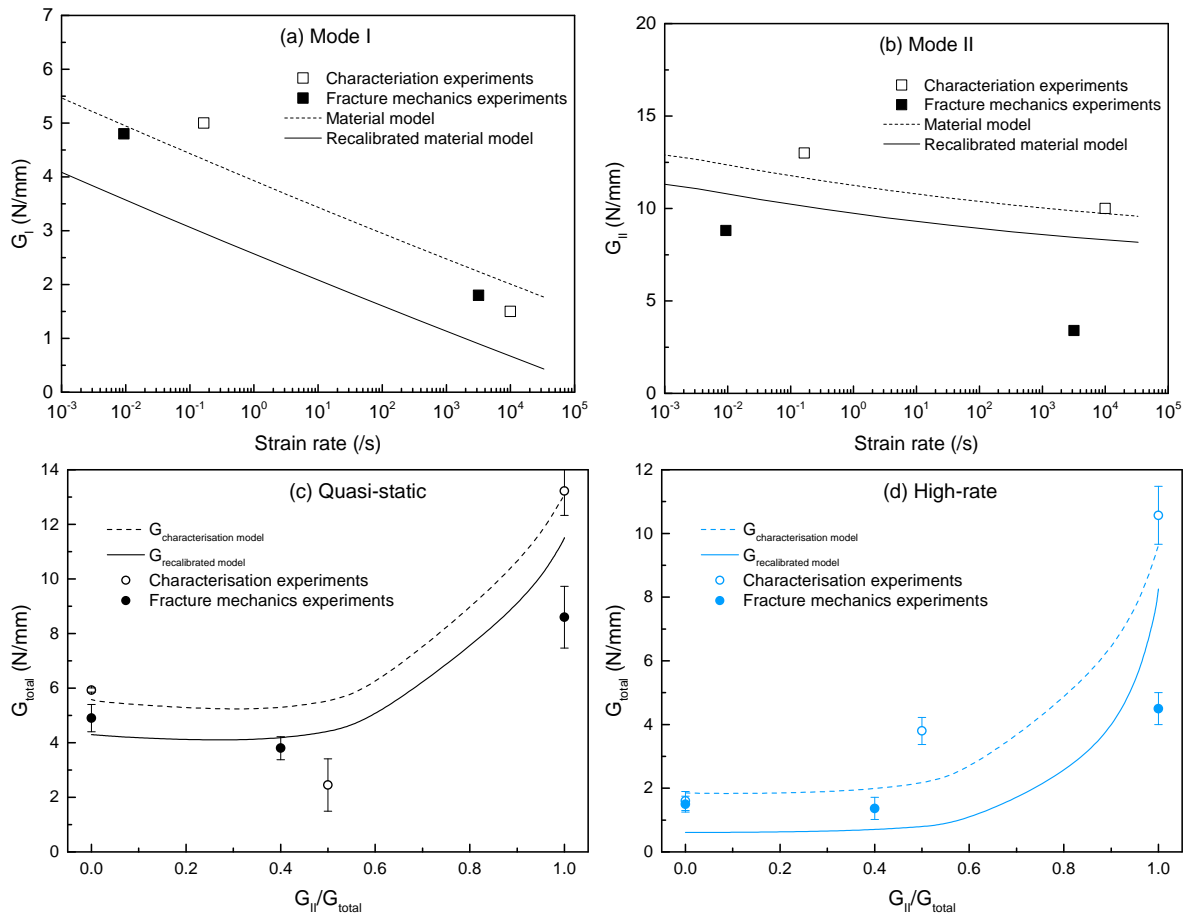 (a) Mode I
Characteriation experiments
Fracture mechanics experiments
Material model
Recalibrated material model
G_I (N/mm)
7
6
5
4
3
2
1
0
10^-3 10^-2 10^-1 10^0 10^1 10^2 10^3 10^4 10^5
Strain rate (/s)
(b) Mode II
Characteriation experiments
Fracture mechanics experiments
Material model
Recalibrated material model
G_II (N/mm)
20
15
10
5
0
10^-3 10^-2 10^-1 10^0 10^1 10^2 10^3 10^4 10^5
Strain rate (/s)
(c) Quasi-static
G_characterisation model
G_recalibrated model
Characterisation experiments
Fracture mechanics experiments
G_total (N/mm)
14
12
10
8
6
4
2
0
0.0 0.2 0.4 0.6 0.8 1.0
G_II/G_total
(d) High-rate
G_characterisation model
G_recalibrated model
Characterisation experiments
Fracture mechanics experiments
G_total (N/mm)
12
10
8
6
4
2
0
0.0 0.2 0.4 0.6 0.8 1.0
G_II/G_total